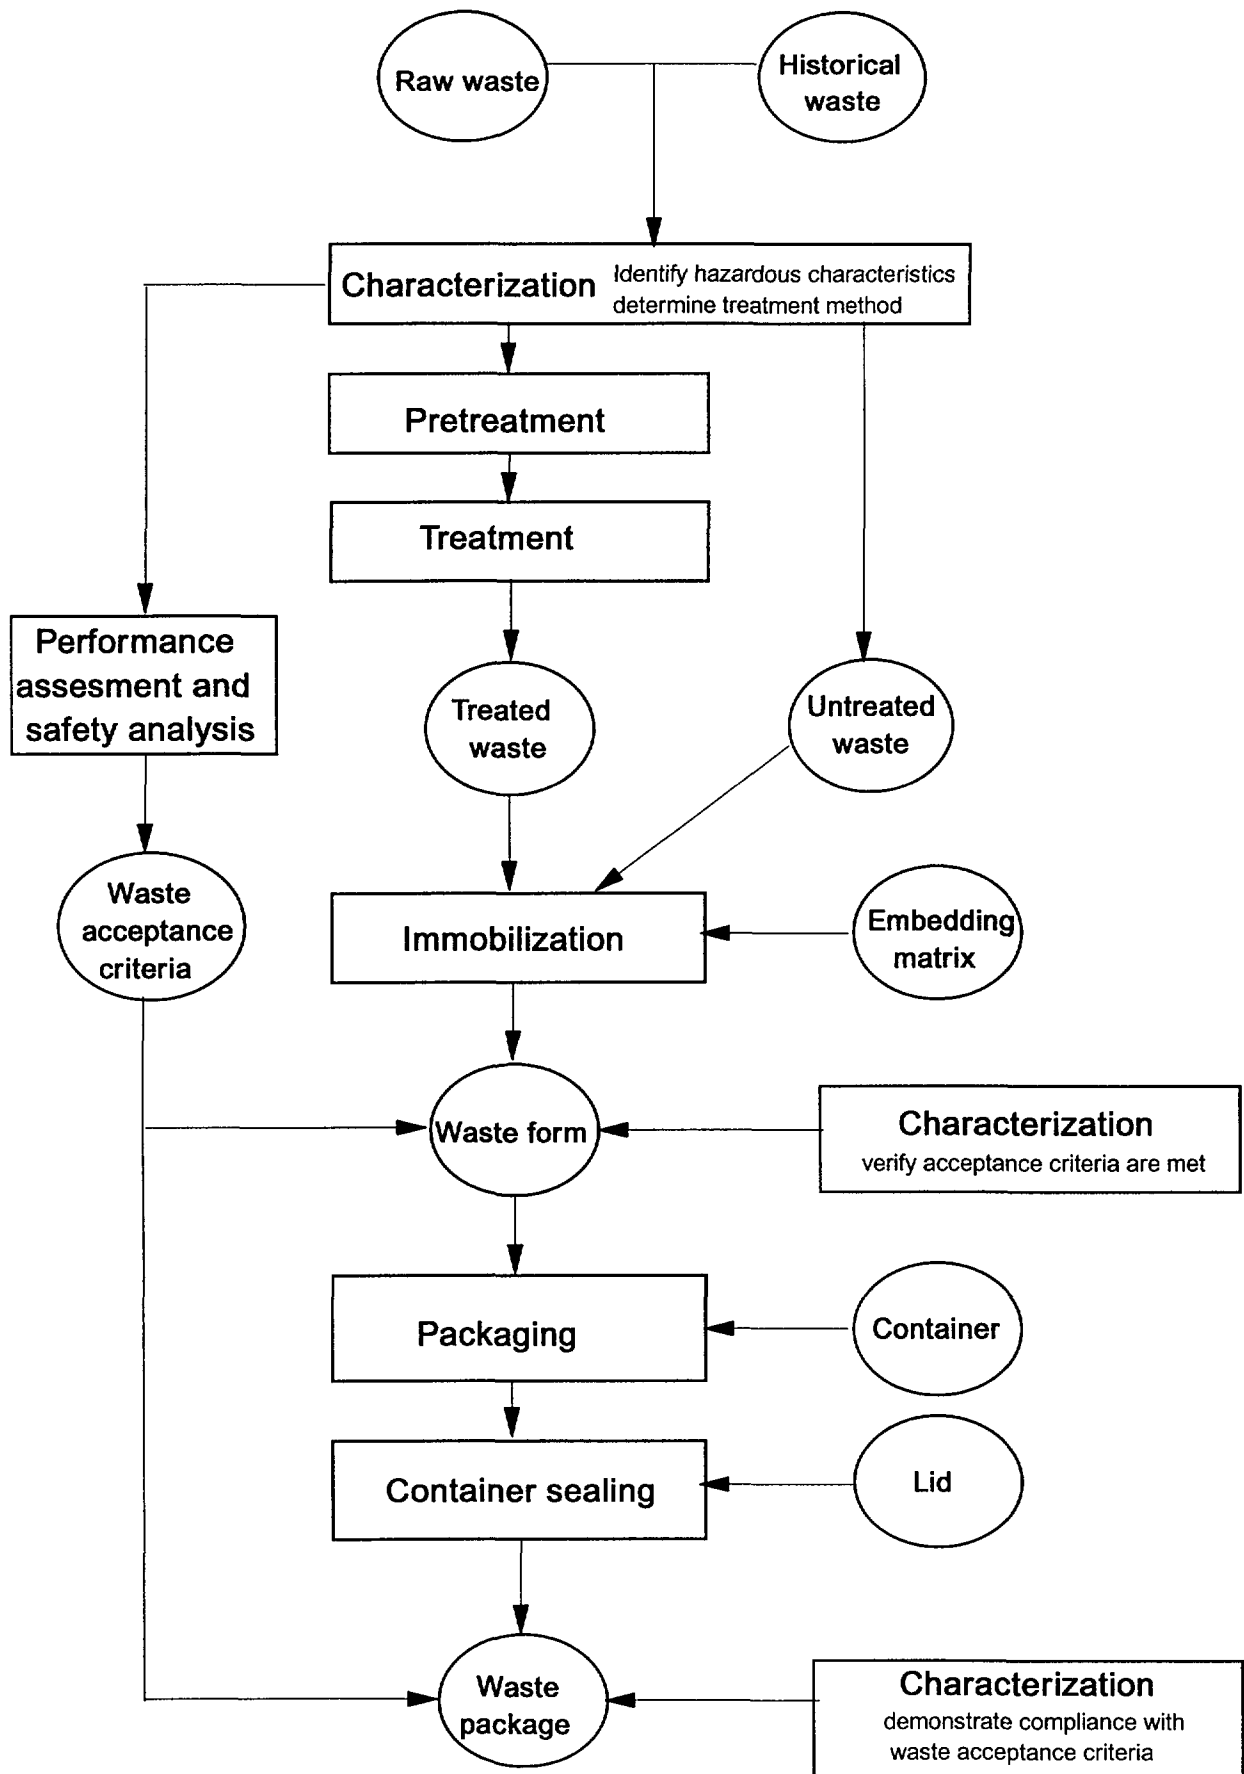 Raw waste
Historical
waste
Characterization
Identify hazardous characteristics
determine treatment method
Pretreatment
Treatment
Performance
assesment and
safety analysis
Treated
waste
Untreated
waste
Waste
acceptance
criteria
Immobilization
Embedding
matrix
Waste form
Characterization
verify acceptance criteria are met
Packaging
Container
Container sealing
Lid
Waste
package
Characterization
demonstrate compliance with
waste acceptance criteria